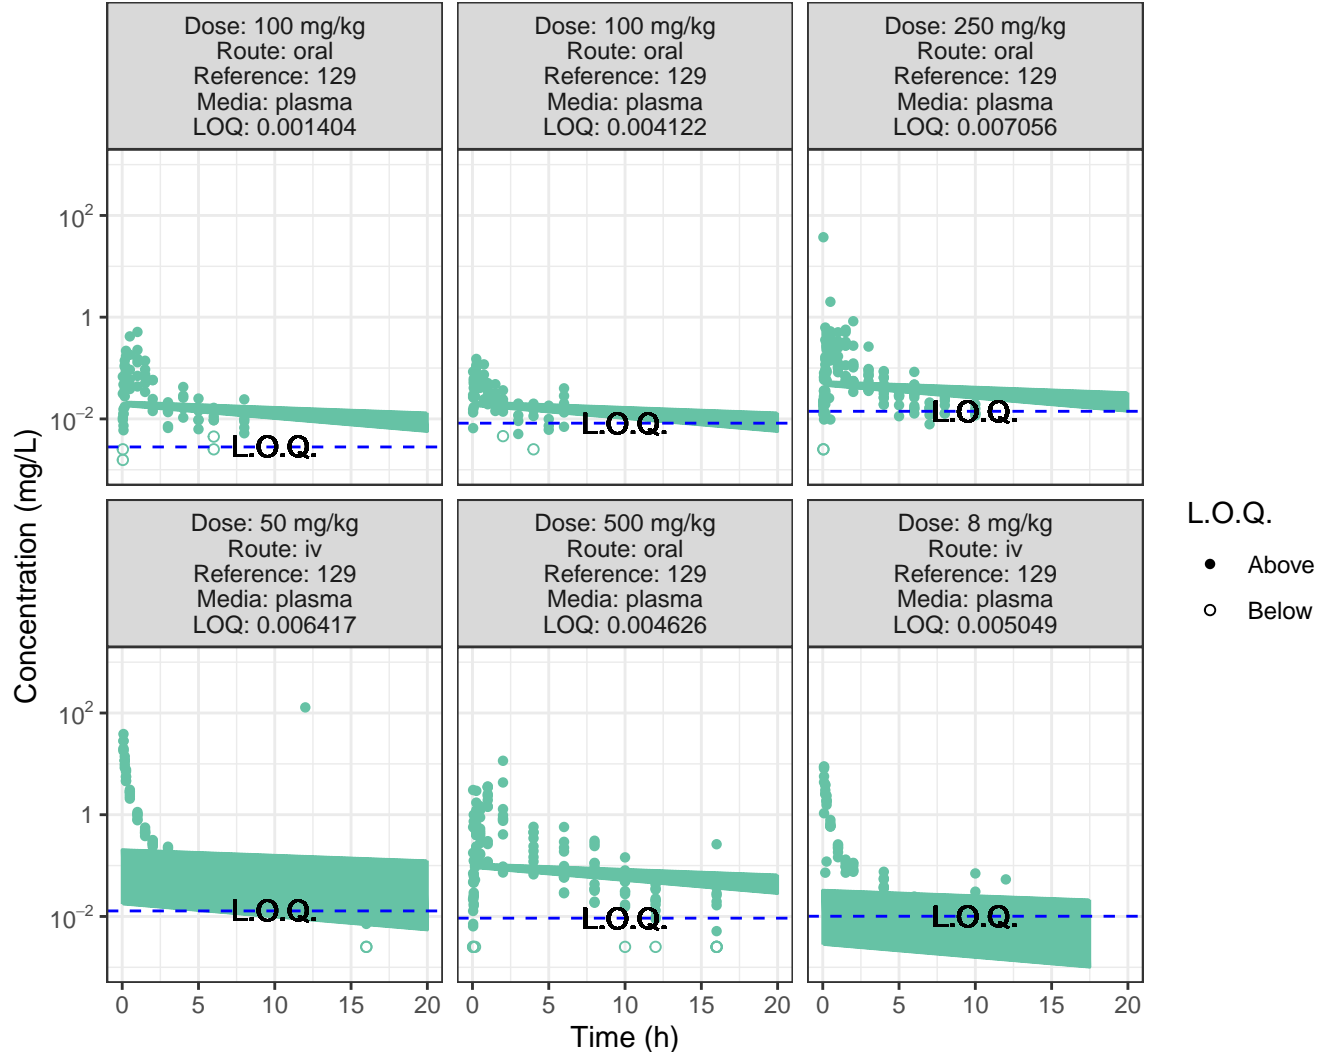 Dose: 100 mg/kg
Route: oral
Reference: 129
Media: plasma
LOQ: 0.001404
Dose: 100 mg/kg
Route: oral
Reference: 129
Media: plasma
LOQ: 0.004122
Dose: 250 mg/kg
Route: oral
Reference: 129
Media: plasma
LOQ: 0.007056
10²
1
10⁻²
L.O.Q.
L.O.Q.
L.O.Q.
Concentration (mg/L)
Dose: 50 mg/kg
Route: iv
Reference: 129
Media: plasma
LOQ: 0.006417
Dose: 500 mg/kg
Route: oral
Reference: 129
Media: plasma
LOQ: 0.004626
Dose: 8 mg/kg
Route: iv
Reference: 129
Media: plasma
LOQ: 0.005049
10²
1
10⁻²
L.O.Q.
L.O.Q.
L.O.Q.
0 5 10 15 20
0 5 10 15 20
0 5 10 15 20
Time (h)
L.O.Q.
Above
Below